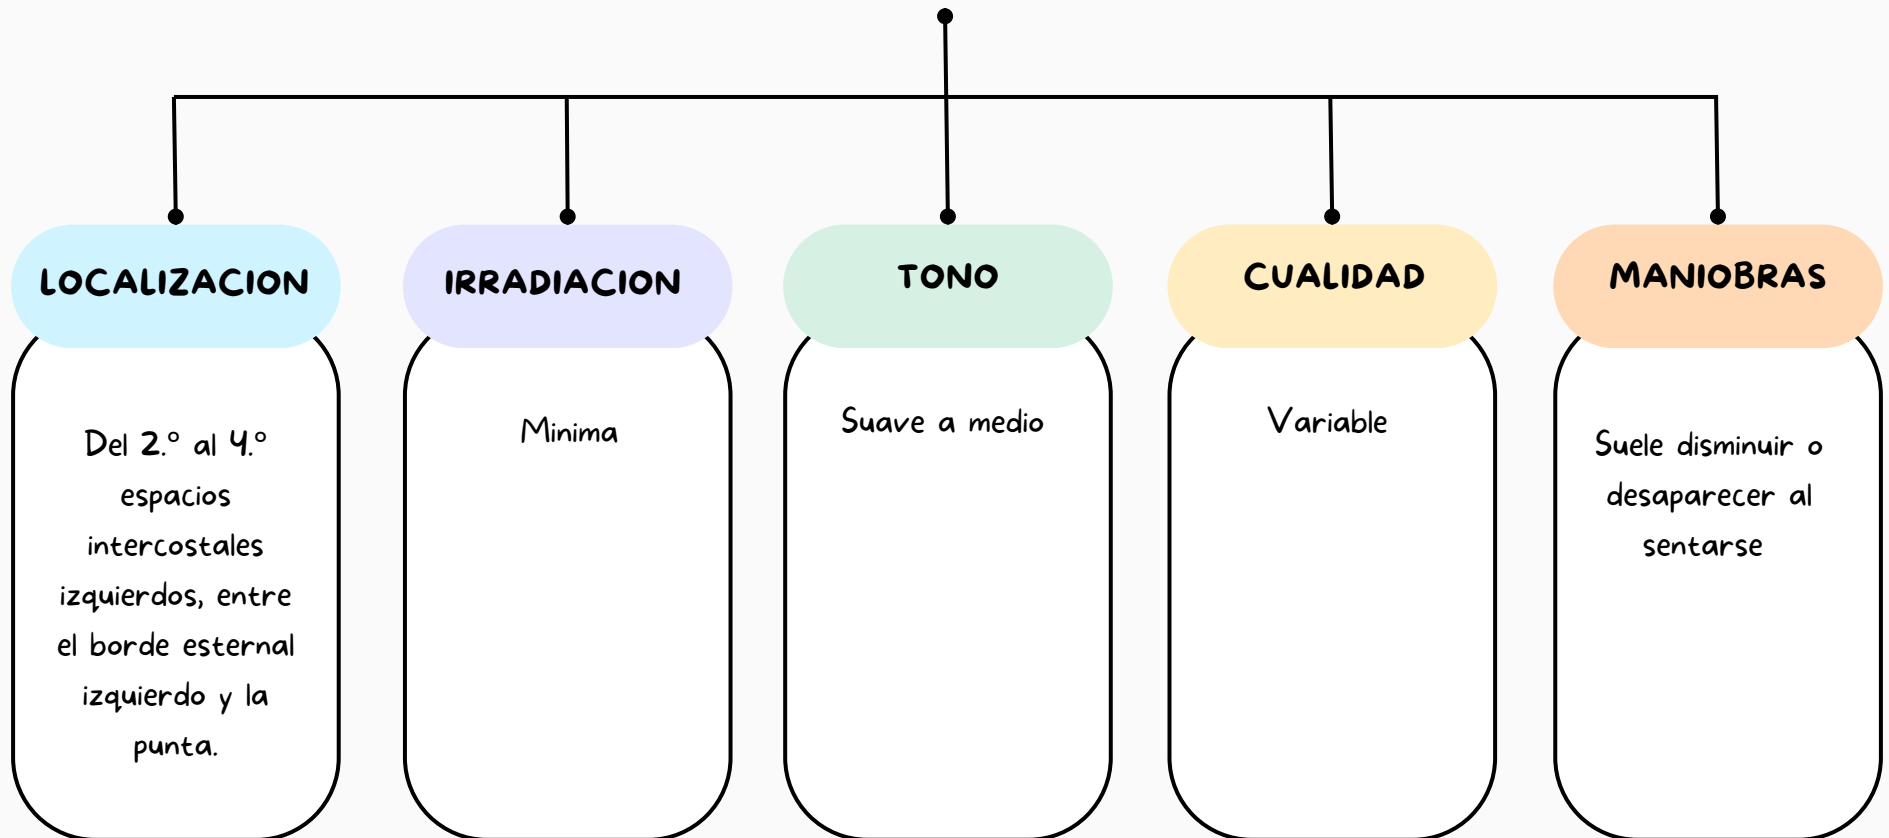 LOCALIZACION
Del 2.º al 4.º
espacios
intercostales
izquierdos, entre
el borde esternal
izquierdo y la
punta.
IRRADIACION
Minima
TONO
Suave a medio
CUALIDAD
Variable
MANIOBRAS
Suele disminuir o
desaparecer al
sentarse